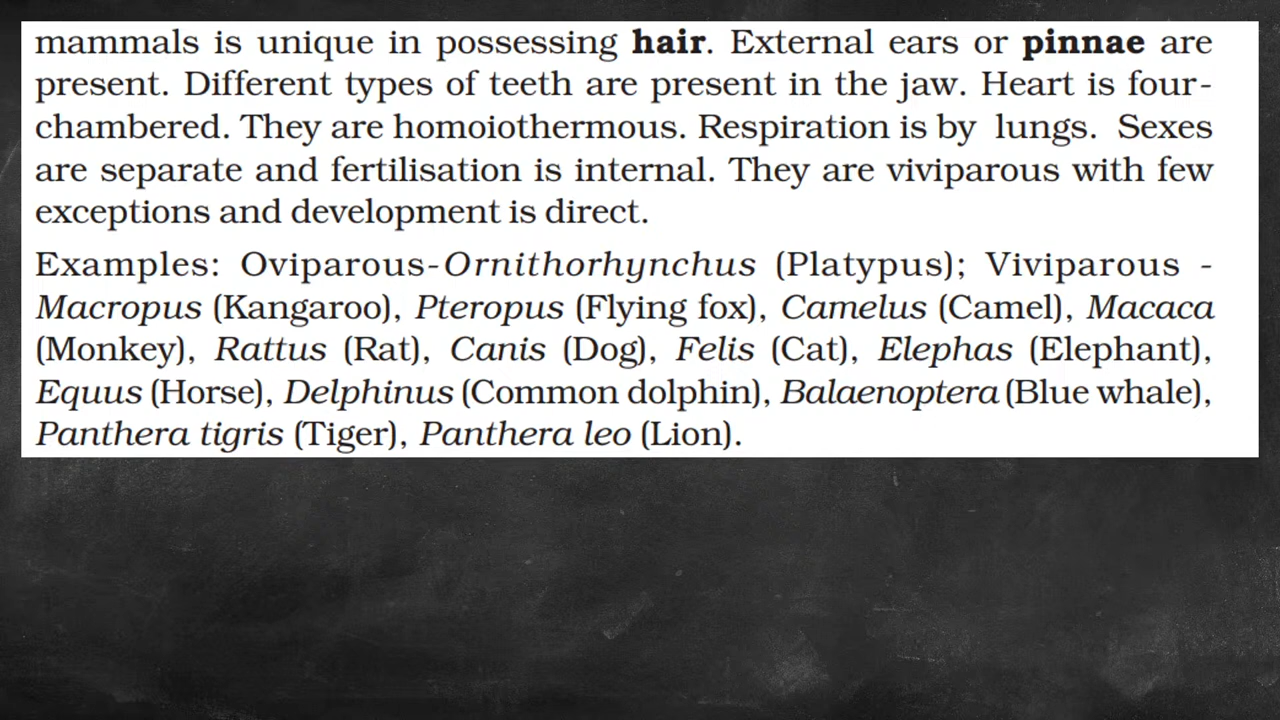 mammals is unique in possessing hair. External ears or pinnae are
present. Different types of teeth are present in the jaw. Heart is four-
chambered. They are homoiothermous. Respiration is by lungs. Sexes
are separate and fertilisation is internal. They are viviparous with few
exceptions and development is direct.
Examples: Oviparous-Ornithorhynchus (Platypus); Viviparous -
Macropus (Kangaroo), Pteropus (Flying fox), Camelus (Camel), Macaca
(Monkey), Rattus (Rat), Canis (Dog), Felis (Cat), Elephas (Elephant),
Equus (Horse), Delphinus (Common dolphin), Balaenoptera (Blue whale),
Panthera tigris (Tiger), Panthera leo (Lion).